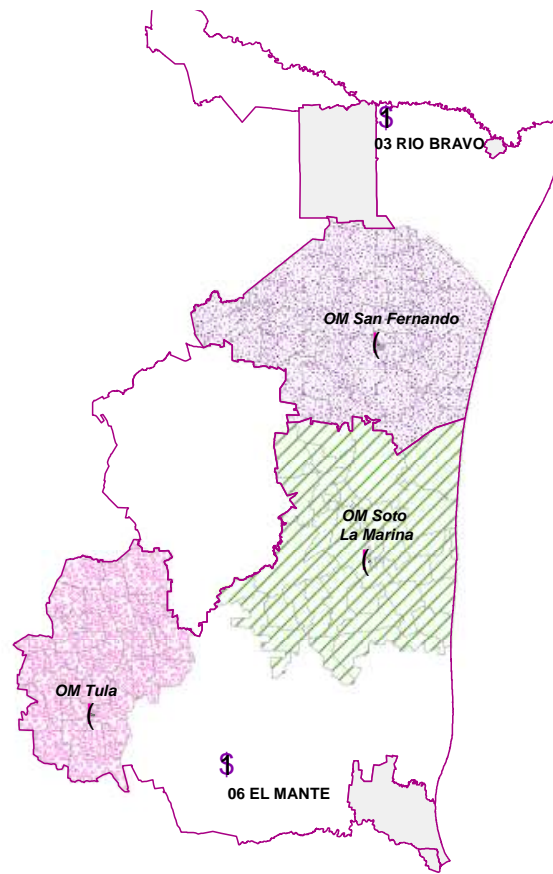 03 RIO BRAVO
OM San Fernando
OM Soto
La Marina
OM Tula
06 EL MANTE